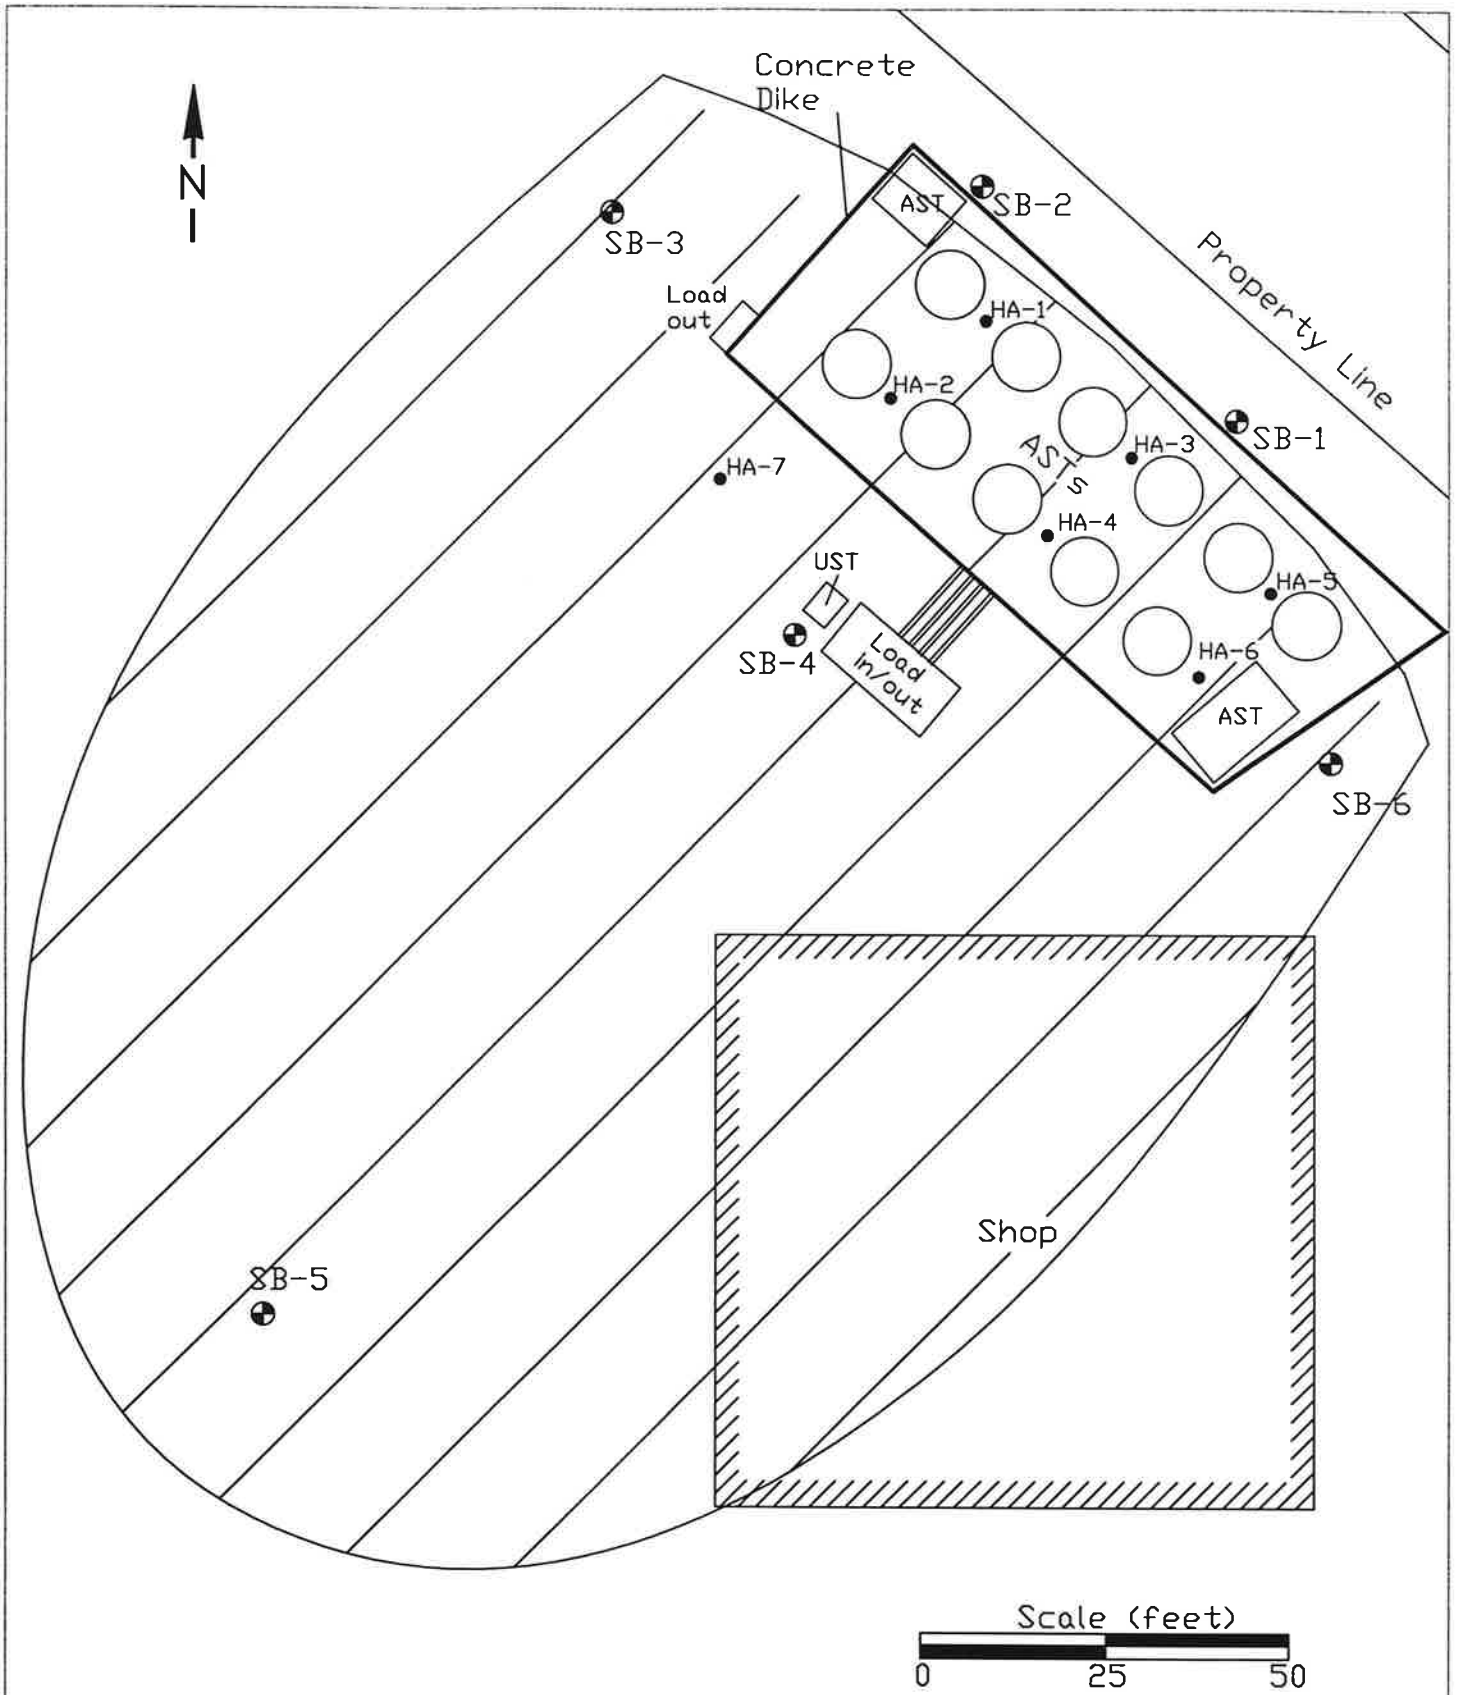 Concrete
Dike
N
AST
SB-2
SB-3
Property Line
Load
out
HA-1
HA-2
SB-1
HA-3
ASTs
HA-7
HA-4
UST
HA-5
SB-4
Load
in/out
HA-6
AST
SB-6
Shop
SB-5
Scale (feet)
0 25 50